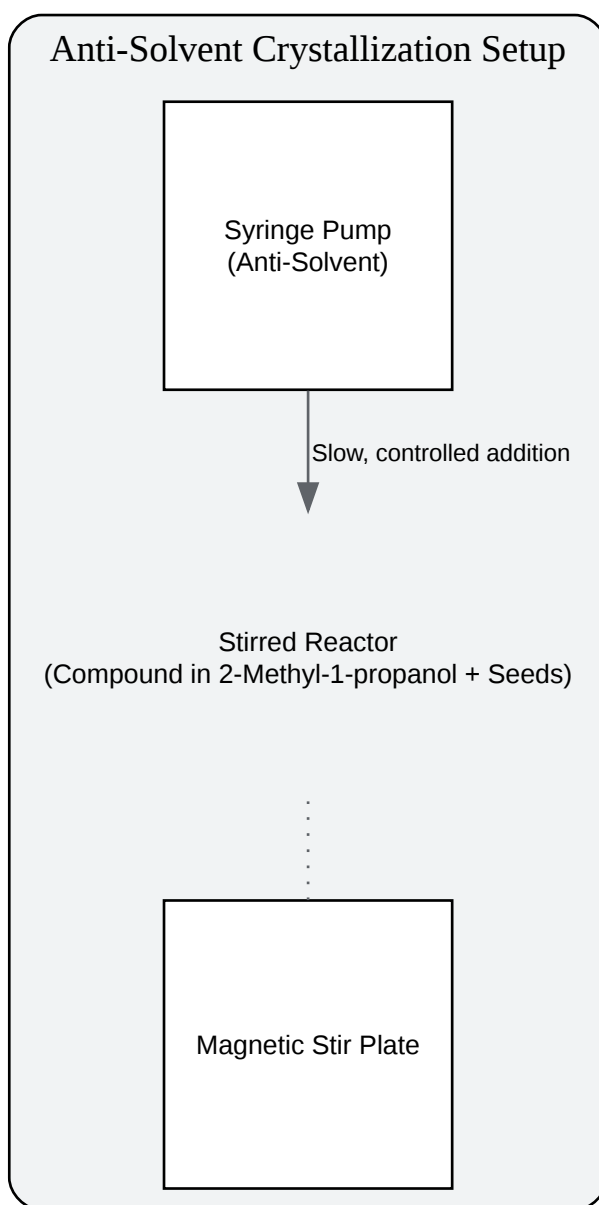 Anti-Solvent Crystallization Setup
Syringe Pump
(Anti-Solvent)
Slow, controlled addition
Stirred Reactor
(Compound in 2-Methyl-1-propanol + Seeds)
Magnetic Stir Plate